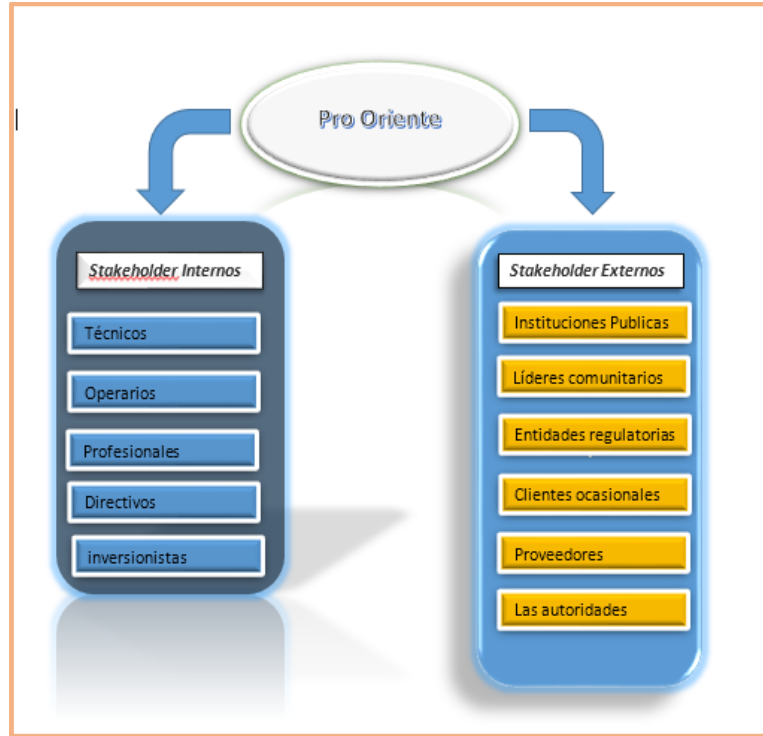 Pro Oriente
Stakeholder Internos
Técnicos
Operarios
Profesionales
Directivos
inversionistas
Stakeholder Externos
Instituciones Publicas
Líderes comunitarios
Entidades regulatorias
Clientes ocasionales
Proveedores
Las autoridades